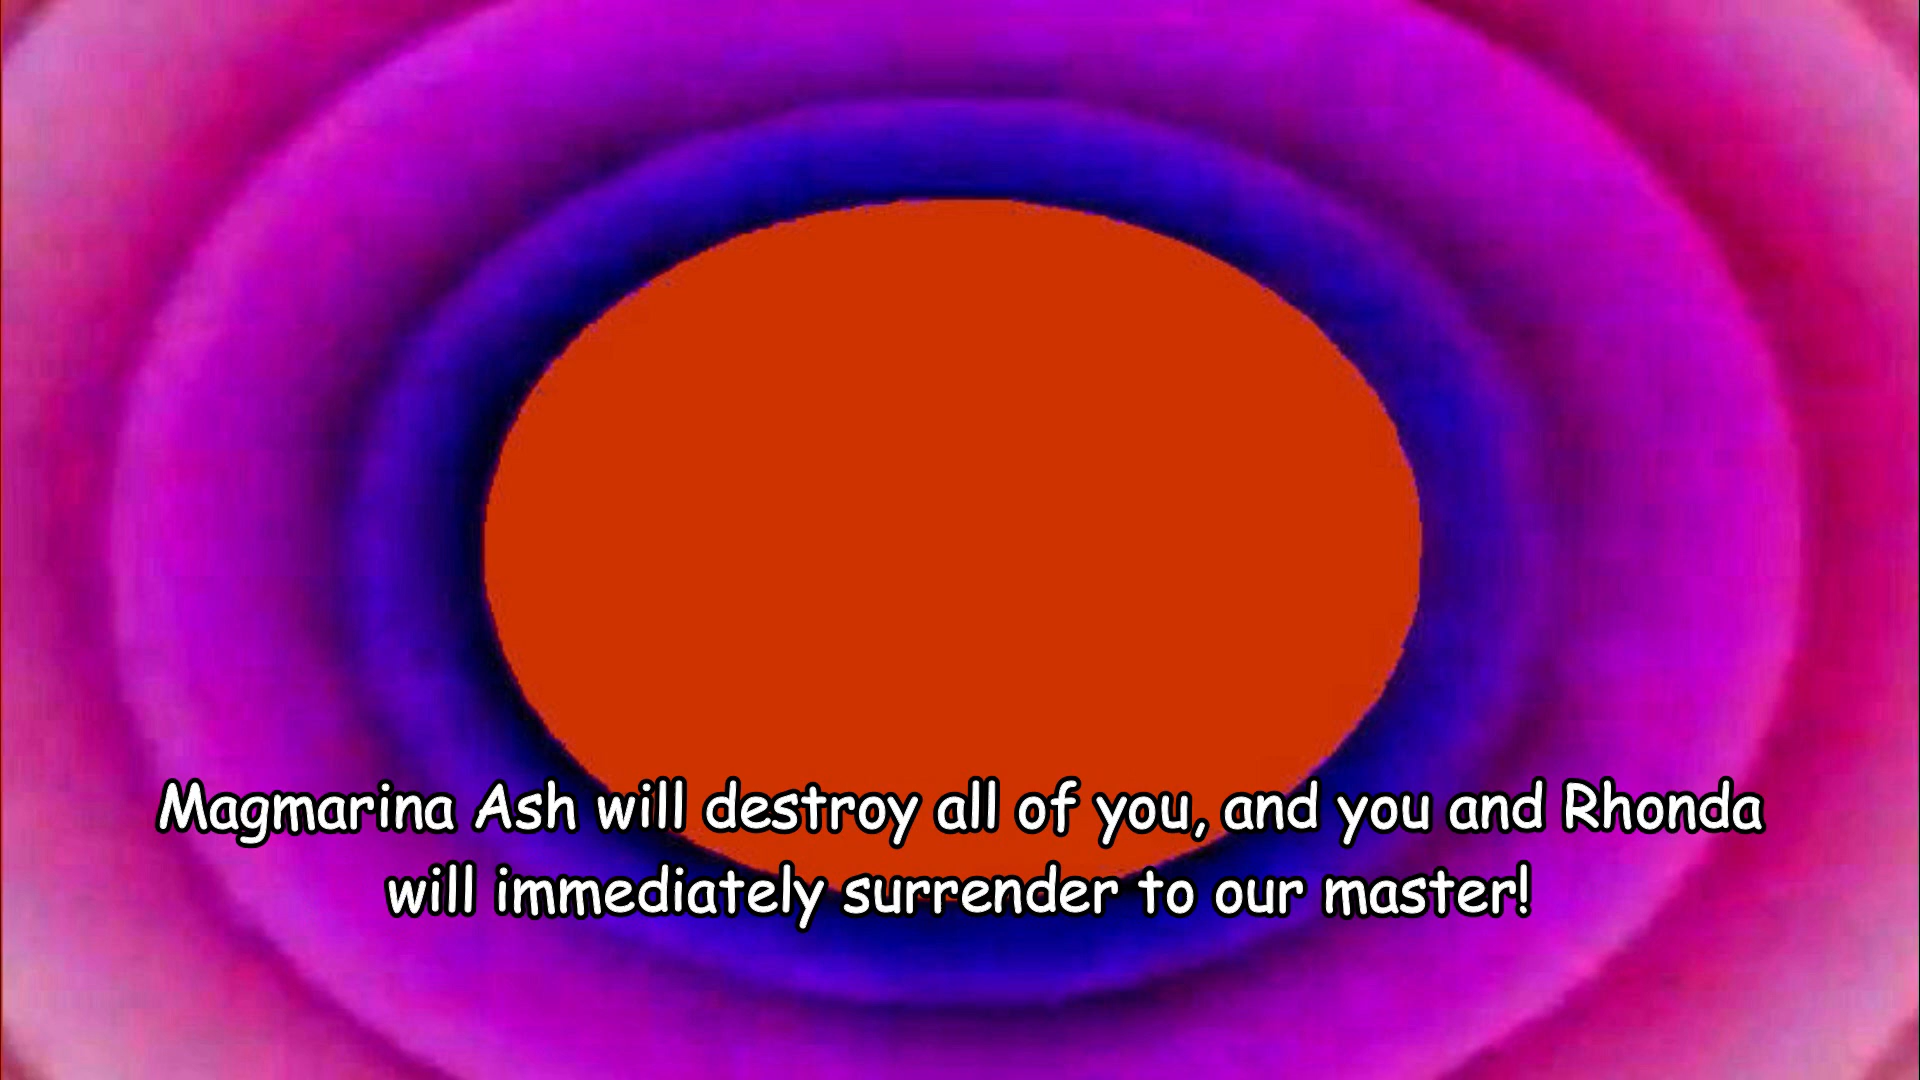 Magmarina Ash will destroy all of you, and you and Rhonda
will immediately surrender to our master!